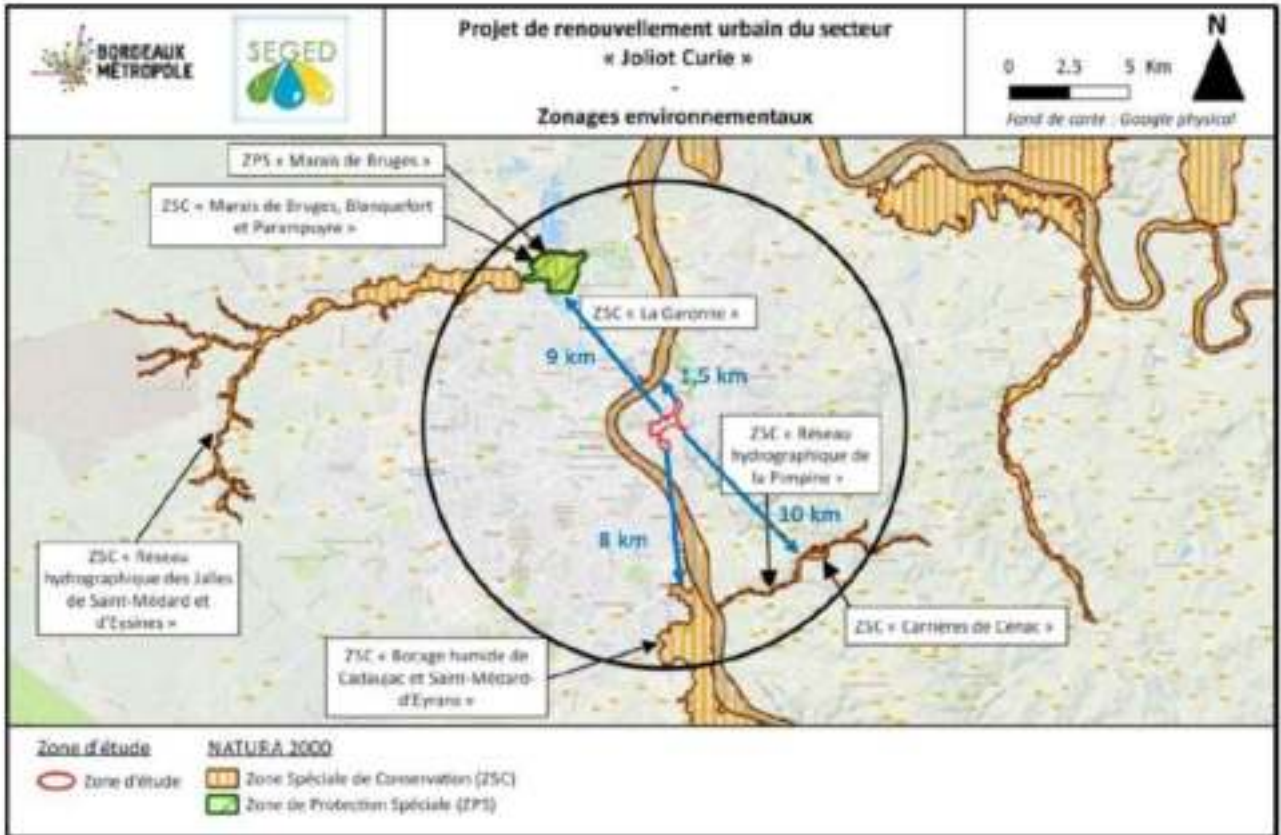 BORDEAUX
MÉTROPOLE
SEGED
Projet de renouvellement urbain du secteur
« Joliot Curie »
-
Zonages environnementaux
0 2.5 5 Km
N
Fond de carte : Google physical
ZPS « Marais de Bruges »
ZSC « Marais de Bruges, Blanquefort
et Parempuyre »
ZSC « La Garonne »
9 km
1,5 km
ZSC « Réseau
hydrographique de
la Pimpine »
10 km
8 km
ZSC « Réseau
hydrographique des Jalles
de Saint-Médard et
d'Eysines »
ZSC « Carrières de Cénac »
ZSC « Bocage humide de
Cadaujac et Saint-Médard-
d'Eyrans »
Zone d'étude
NATURA 2000
Zone d'étude
Zone Spéciale de Conservation (ZSC)
Zone de Protection Spéciale (ZPS)